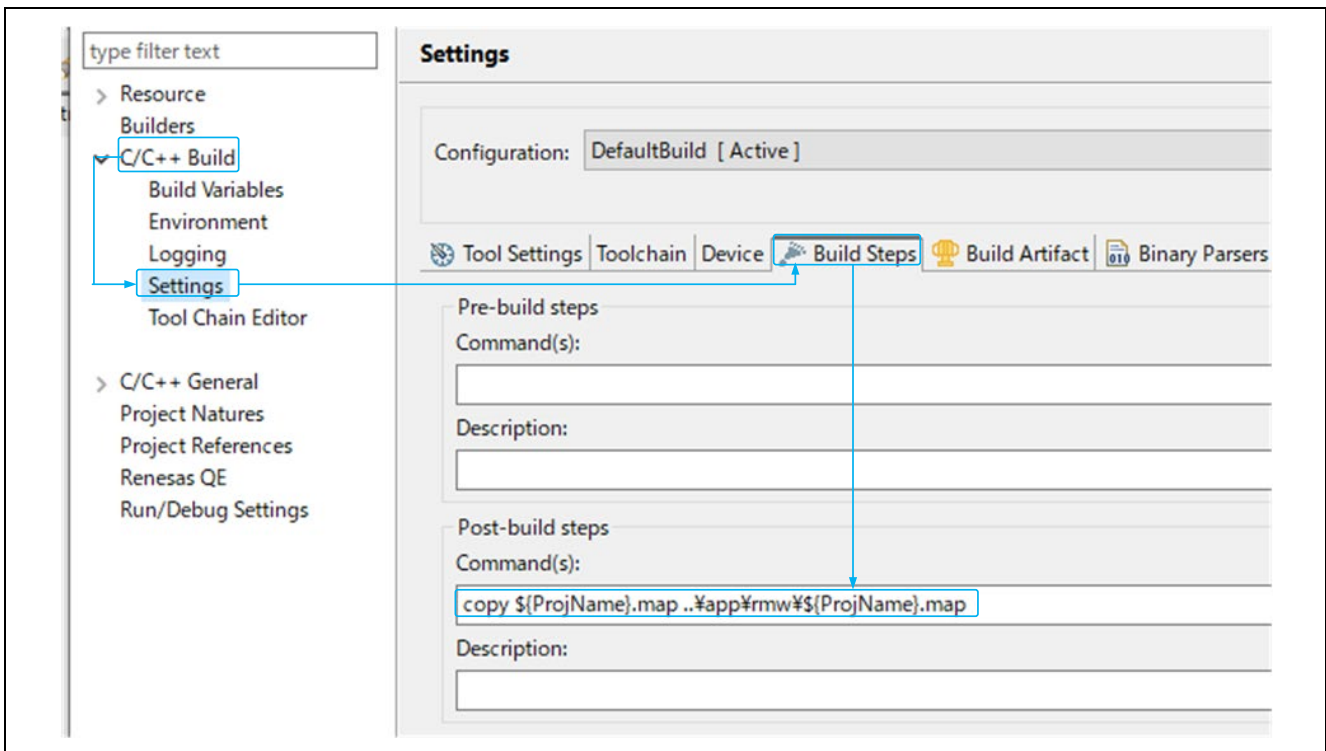 type filter text
Resource
Builders
C/C++ Build
Build Variables
Environment
Logging
Settings
Tool Chain Editor
C/C++ General
Project Natures
Project References
Renesas QE
Run/Debug Settings
Settings
Configuration: DefaultBuild [ Active ]
Tool Settings Toolchain Device Build Steps Build Artifact Binary Parsers
Pre-build steps
Command(s):
Description:
Post-build steps
Command(s):
copy ${ProjName}.map ..¥app¥rmw¥${ProjName}.map
Description: